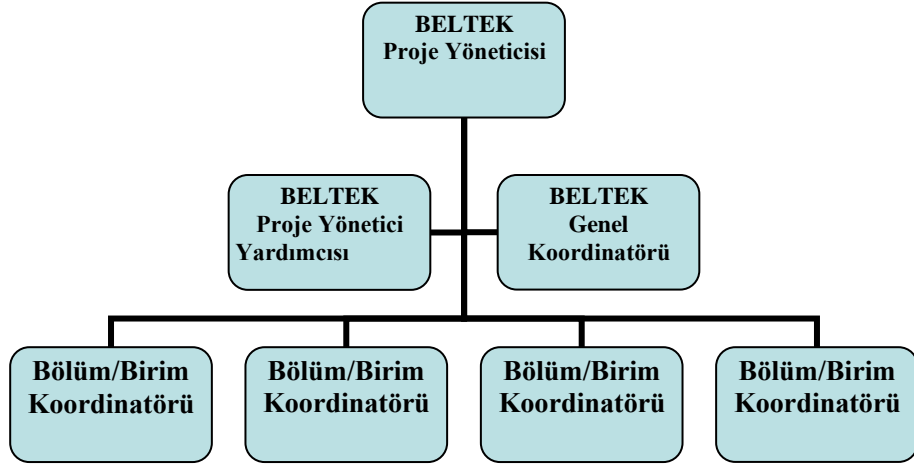 BELTEK
Proje Yöneticisi
BELTEK
Proje Yönetici
Yardımcısı
BELTEK
Genel
Koordinatörü
Bölüm/Birim
Koordinatörü
Bölüm/Birim
Koordinatörü
Bölüm/Birim
Koordinatörü
Bölüm/Birim
Koordinatörü